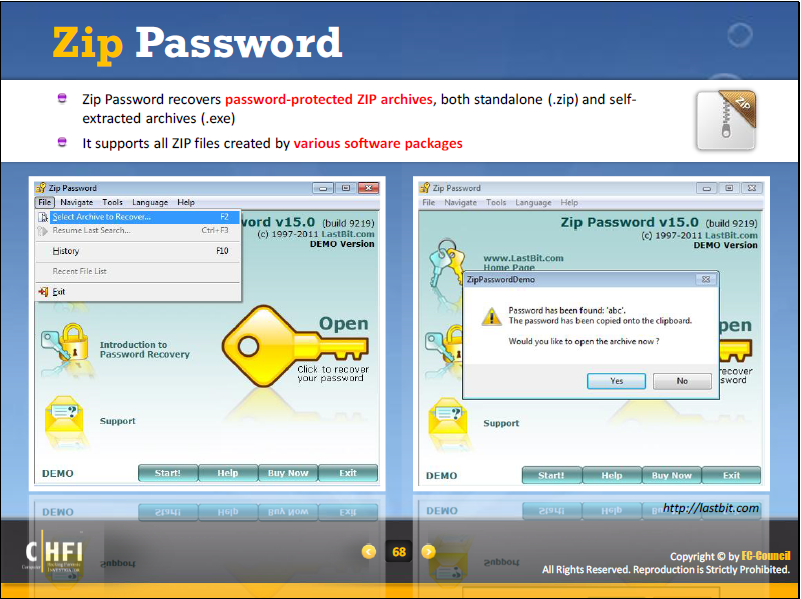 Zip Password
Zip Password recovers password-protected ZIP archives, both standalone (.zip) and self-
extracted archives (.exe)
It supports all ZIP files created by various software packages
ZIP
Zip Password
File Navigate Tools Language Help
Select Archive to Recover... F2
Resume Last Search... Ctrl+F3
History F10
Recent File List
Exit
word v15.0 (build 9219)
(c) 1997-2011 LastBit.com
DEMO Version
Introduction to
Password Recovery
Open
Click to recover
your password
Support
DEMO Start! Help Buy Now Exit
Zip Password
File Navigate Tools Language Help
Zip Password v15.0 (build 9219)
(c) 1997-2011 LastBit.com
DEMO Version
www.LastBit.com
Home Page
ZipPasswordDemo
Password has been found: 'abc'.
The password has been copied onto the clipboard.
Would you like to open the archive now ?
Yes No
pen
recover
sword
Support
DEMO Start! Help Buy Now Exit
http://lastbit.com
CHFI
68
Copyright © by EC-Council
All Rights Reserved. Reproduction is Strictly Prohibited.